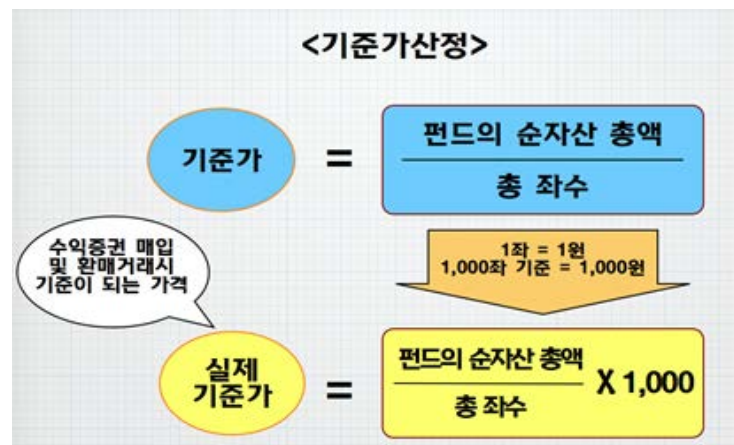 <기준가산정>
기준가
=
펀드의 순자산 총액
총 좌수
수익증권 매입
및 환매거래시
기준이 되는 가격
1좌 = 1원
1,000좌 기준 = 1,000원
실제
기준가
=
펀드의 순자산 총액
총 좌수
X 1,000